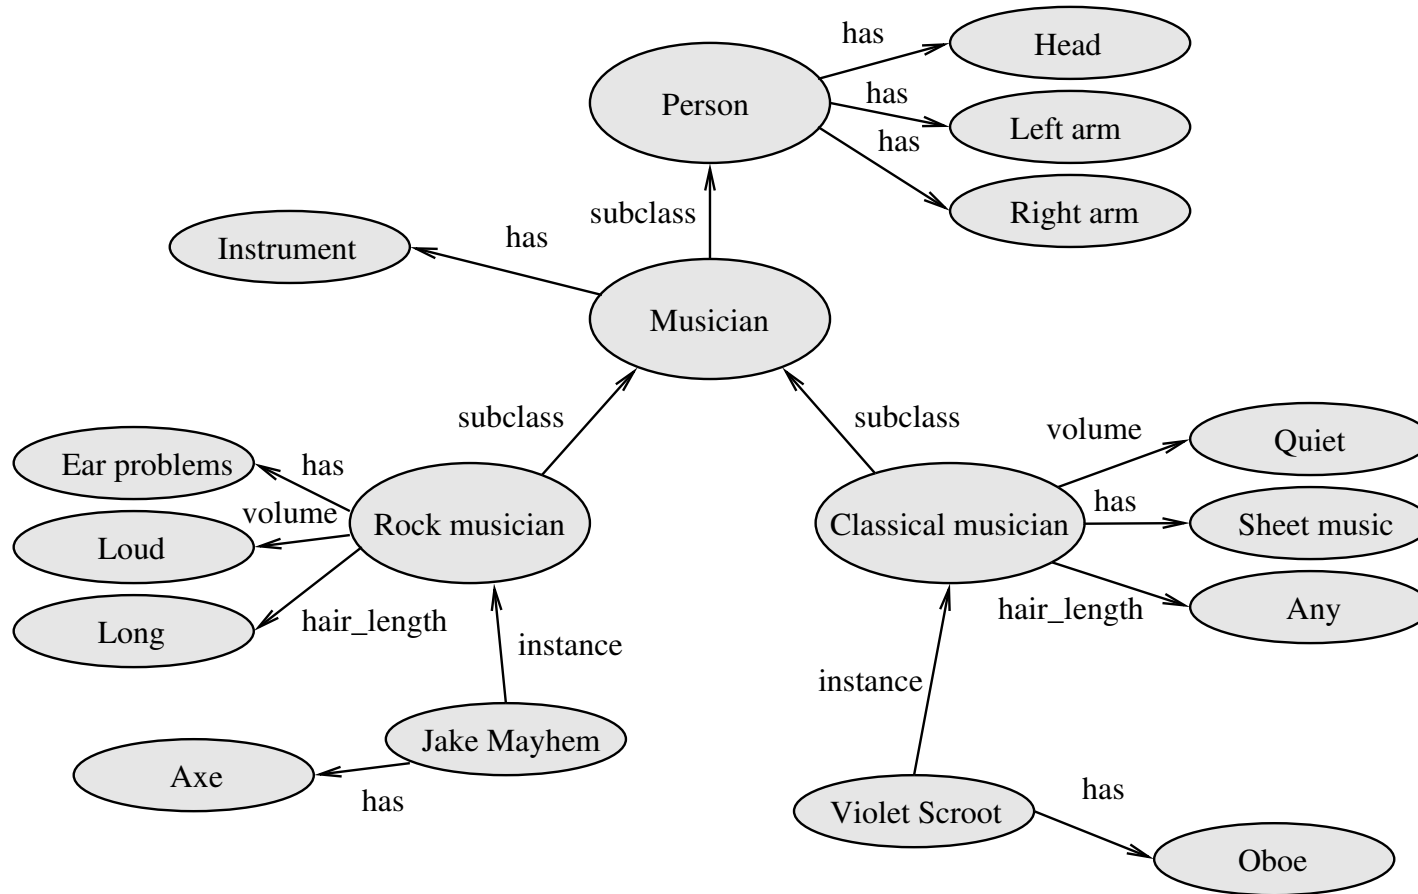 has
Head
Person
has
Left arm
has
Right arm
subclass
Instrument
has
Musician
subclass
subclass
Ear problems
has
volume
Loud
Rock musician
Long
hair_length
volume
Quiet
has
Classical musician
Sheet music
hair_length
Any
instance
instance
Jake Mayhem
Axe
has
Violet Scroot
has
Oboe